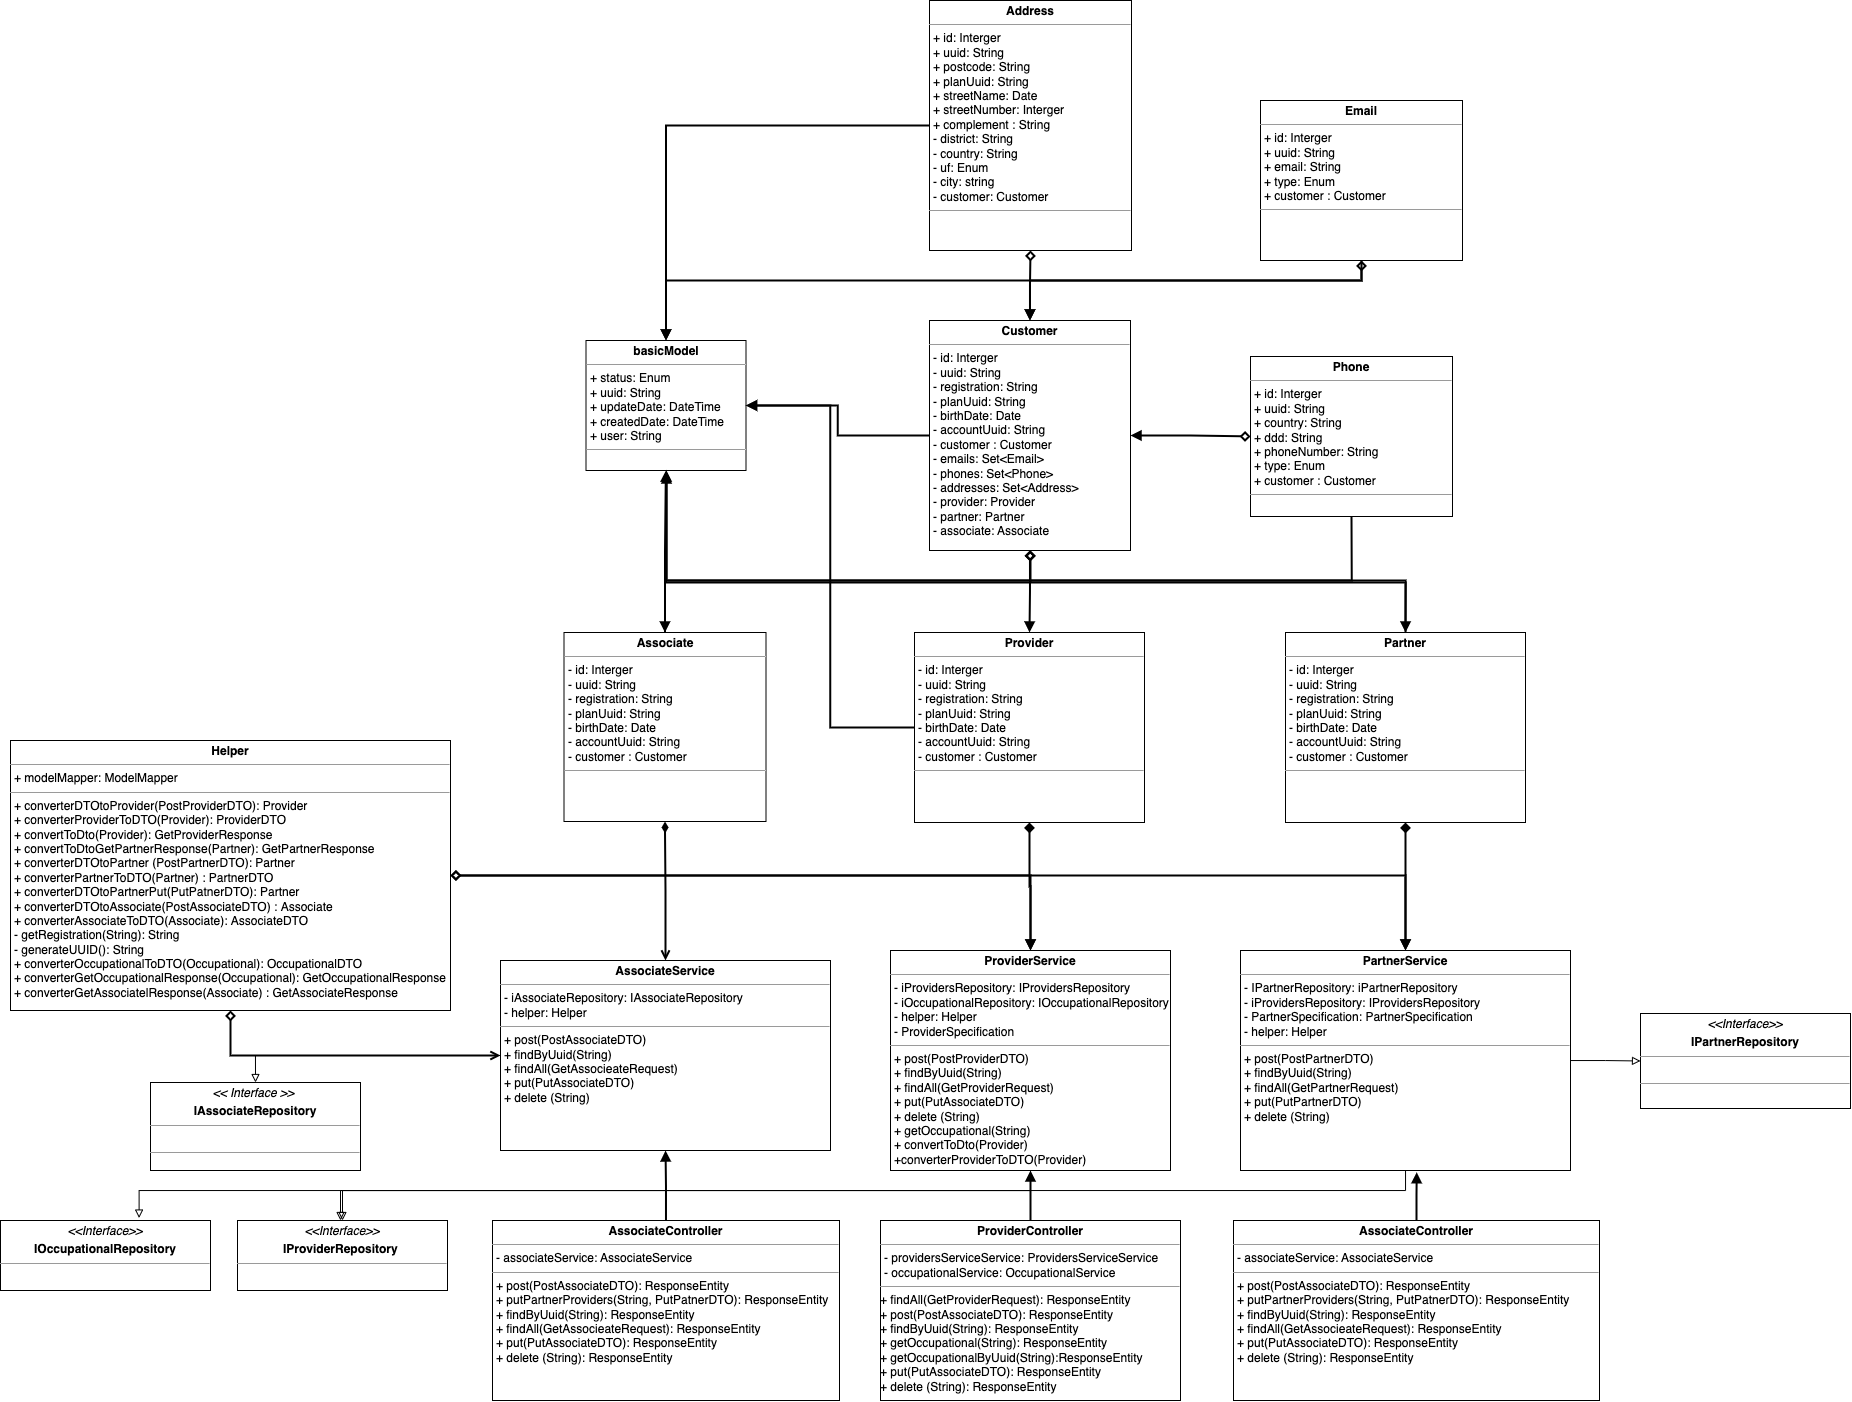 Address
+ id: Interger
+ uuid: String
+ postcode: String
+ planUuid: String
+ streetName: Date
+ streetNumber: Interger
+ complement : String
- district: String
- country: String
- uf: Enum
- city: string
- customer: Customer
Email
+ id: Interger
+ uuid: String
+ email: String
+ type: Enum
+ customer : Customer
basicModel
+ status: Enum
+ uuid: String
+ updateDate: DateTime
+ createdDate: DateTime
+ user: String
Customer
- id: Interger
- uuid: String
- registration: String
- planUuid: String
- birthDate: Date
- accountUuid: String
- customer : Customer
- emails: Set<Email>
- phones: Set<Phone>
- addresses: Set<Address>
- provider: Provider
- partner: Partner
- associate: Associate
Phone
+ id: Interger
+ uuid: String
+ country: String
+ ddd: String
+ phoneNumber: String
+ type: Enum
+ customer : Customer
Associate
- id: Interger
- uuid: String
- registration: String
- planUuid: String
- birthDate: Date
- accountUuid: String
- customer : Customer
Provider
- id: Interger
- uuid: String
- registration: String
- planUuid: String
- birthDate: Date
- accountUuid: String
- customer : Customer
Partner
- id: Interger
- uuid: String
- registration: String
- planUuid: String
- birthDate: Date
- accountUuid: String
- customer : Customer
Helper
+ modelMapper: ModelMapper
+ converterDTOtoProvider(PostProviderDTO): Provider
+ converterProviderToDTO(Provider): ProviderDTO
+ convertToDto(Provider): GetProviderResponse
+ convertToDtoGetPartnerResponse(Partner): GetPartnerResponse
+ converterDTOtoPartner (PostPartnerDTO): Partner
+ converterPartnerToDTO(Partner) : PartnerDTO
+ converterDTOtoPartnerPut(PutPatnerDTO): Partner
+ converterDTOtoAssociate(PostAssociateDTO) : Associate
+ converterAssociateToDTO(Associate): AssociateDTO
- getRegistration(String): String
- generateUUID(): String
+ converterOccupationalToDTO(Occupational): OccupationalDTO
+ converterGetOccupationalResponse(Occupational): GetOccupationalResponse
+ converterGetAssociatelResponse(Associate) : GetAssociateResponse
AssociateService
- iAssociateRepository: IAssociateRepository
- helper: Helper
+ post(PostAssociateDTO)
+ findByUuid(String)
+ findAll(GetAssocieateRequest)
+ put(PutAssociateDTO)
+ delete (String)
ProviderService
- iProvidersRepository: IProvidersRepository
- iOccupationalRepository: IOccupationalRepository
- helper: Helper
- ProviderSpecification
+ post(PostProviderDTO)
+ findByUuid(String)
+ findAll(GetProviderRequest)
+ put(PutAssociateDTO)
+ delete (String)
+ getOccupational(String)
+ convertToDto(Provider)
+converterProviderToDTO(Provider)
PartnerService
- IPartnerRepository: iPartnerRepository
- iProvidersRepository: IProvidersRepository
- PartnerSpecification: PartnerSpecification
- helper: Helper
+ post(PostPartnerDTO)
+ findByUuid(String)
+ findAll(GetPartnerRequest)
+ put(PutPartnerDTO)
+ delete (String)
<<Interface>>
IPartnerRepository
<< Interface >>
IAssociateRepository
<<Interface>>
IOccupationalRepository
<<Interface>>
IProviderRepository
AssociateController
- associateService: AssociateService
+ post(PostAssociateDTO): ResponseEntity
+ putPartnerProviders(String, PutPatnerDTO): ResponseEntity
+ findByUuid(String): ResponseEntity
+ findAll(GetAssocieateRequest): ResponseEntity
+ put(PutAssociateDTO): ResponseEntity
+ delete (String): ResponseEntity
ProviderController
- providersServiceService: ProvidersServiceService
- occupationalService: OccupationalService
+ findAll(GetProviderRequest): ResponseEntity
+ post(PostAssociateDTO): ResponseEntity
+ findByUuid(String): ResponseEntity
+ getOccupational(String): ResponseEntity
+ getOccupationalByUuid(String):ResponseEntity
+ put(PutAssociateDTO): ResponseEntity
+ delete (String): ResponseEntity
AssociateController
- associateService: AssociateService
+ post(PostAssociateDTO): ResponseEntity
+ putPartnerProviders(String, PutPatnerDTO): ResponseEntity
+ findByUuid(String): ResponseEntity
+ findAll(GetAssocieateRequest): ResponseEntity
+ put(PutAssociateDTO): ResponseEntity
+ delete (String): ResponseEntity